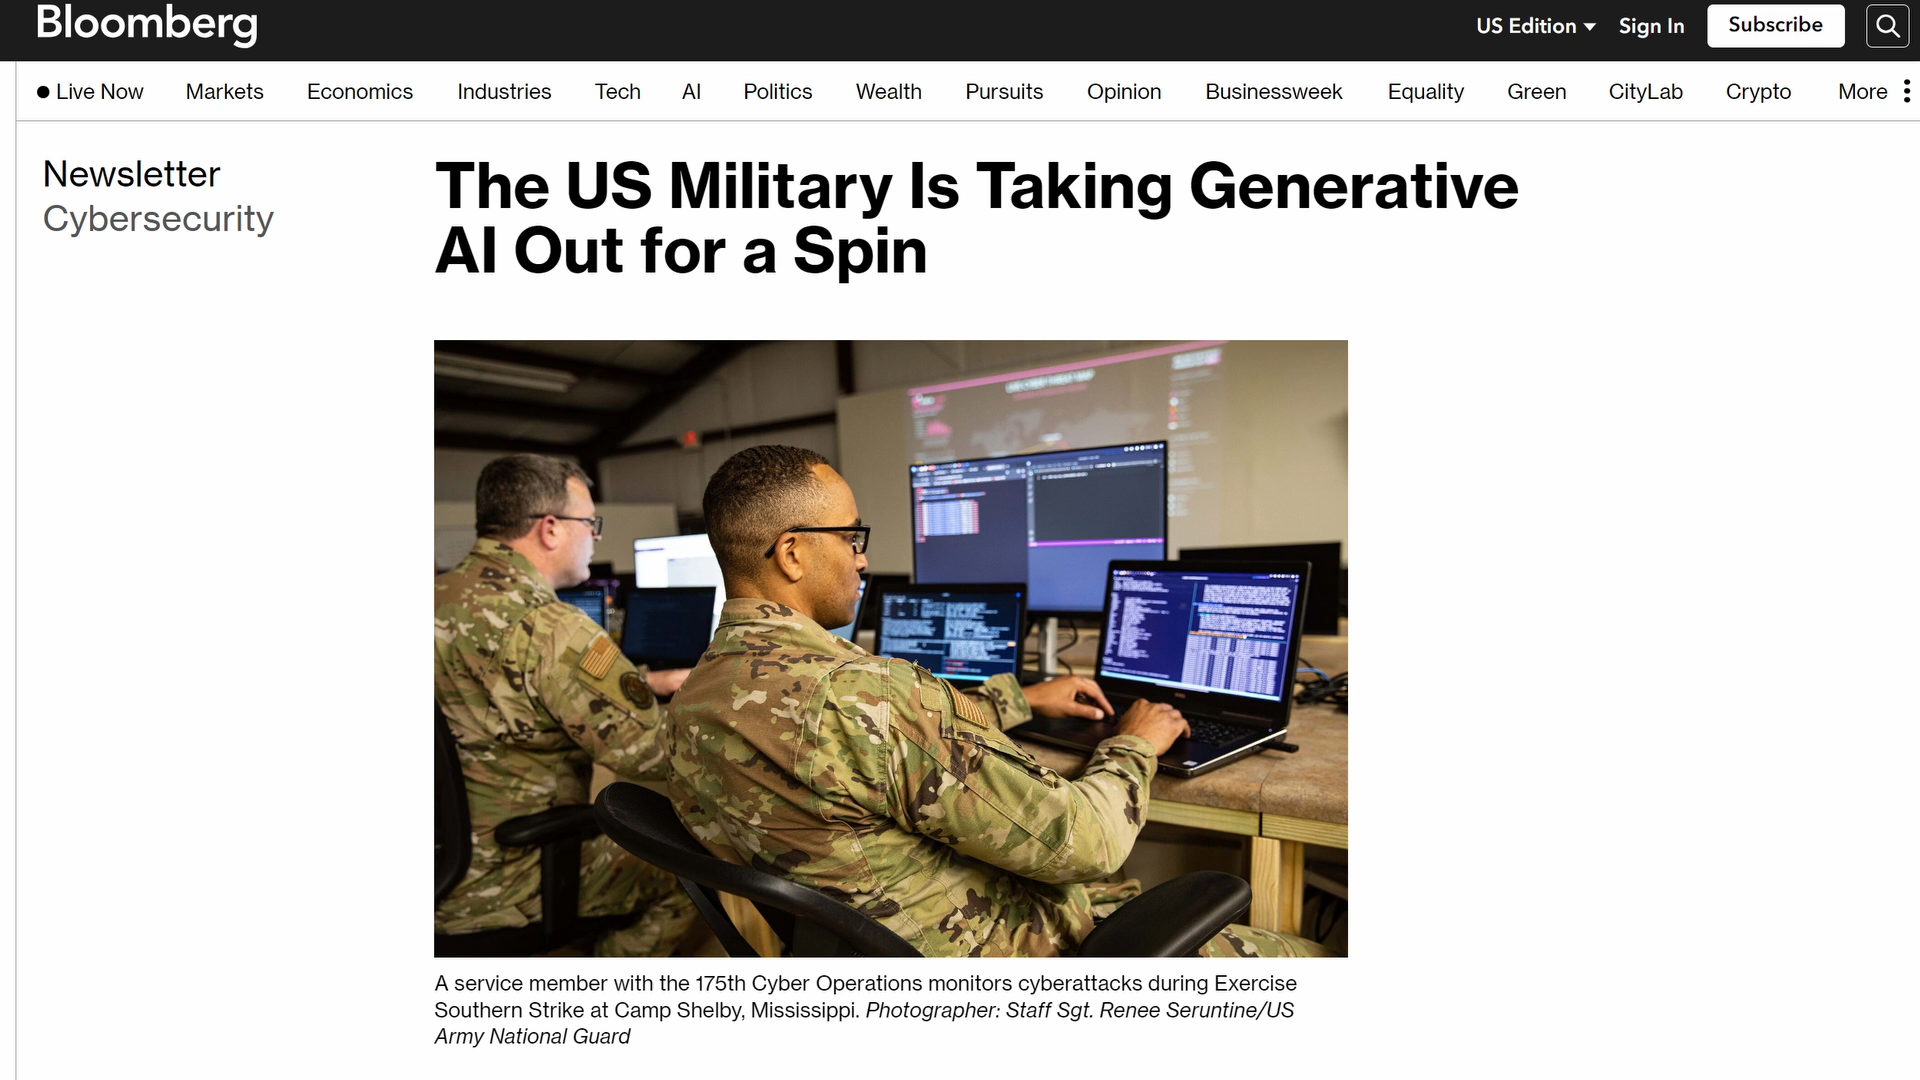 Bloomberg
US Edition
Sign In
Subscribe
Live Now
Markets
Economics
Industries
Tech
AI
Politics
Wealth
Pursuits
Opinion
Businessweek
Equality
Green
CityLab
Crypto
More
Newsletter
Cybersecurity
The US Military Is Taking Generative
AI Out for a Spin
A service member with the 175th Cyber Operations monitors cyberattacks during Exercise
Southern Strike at Camp Shelby, Mississippi. Photographer: Staff Sgt. Renee Seruntine/US
Army National Guard